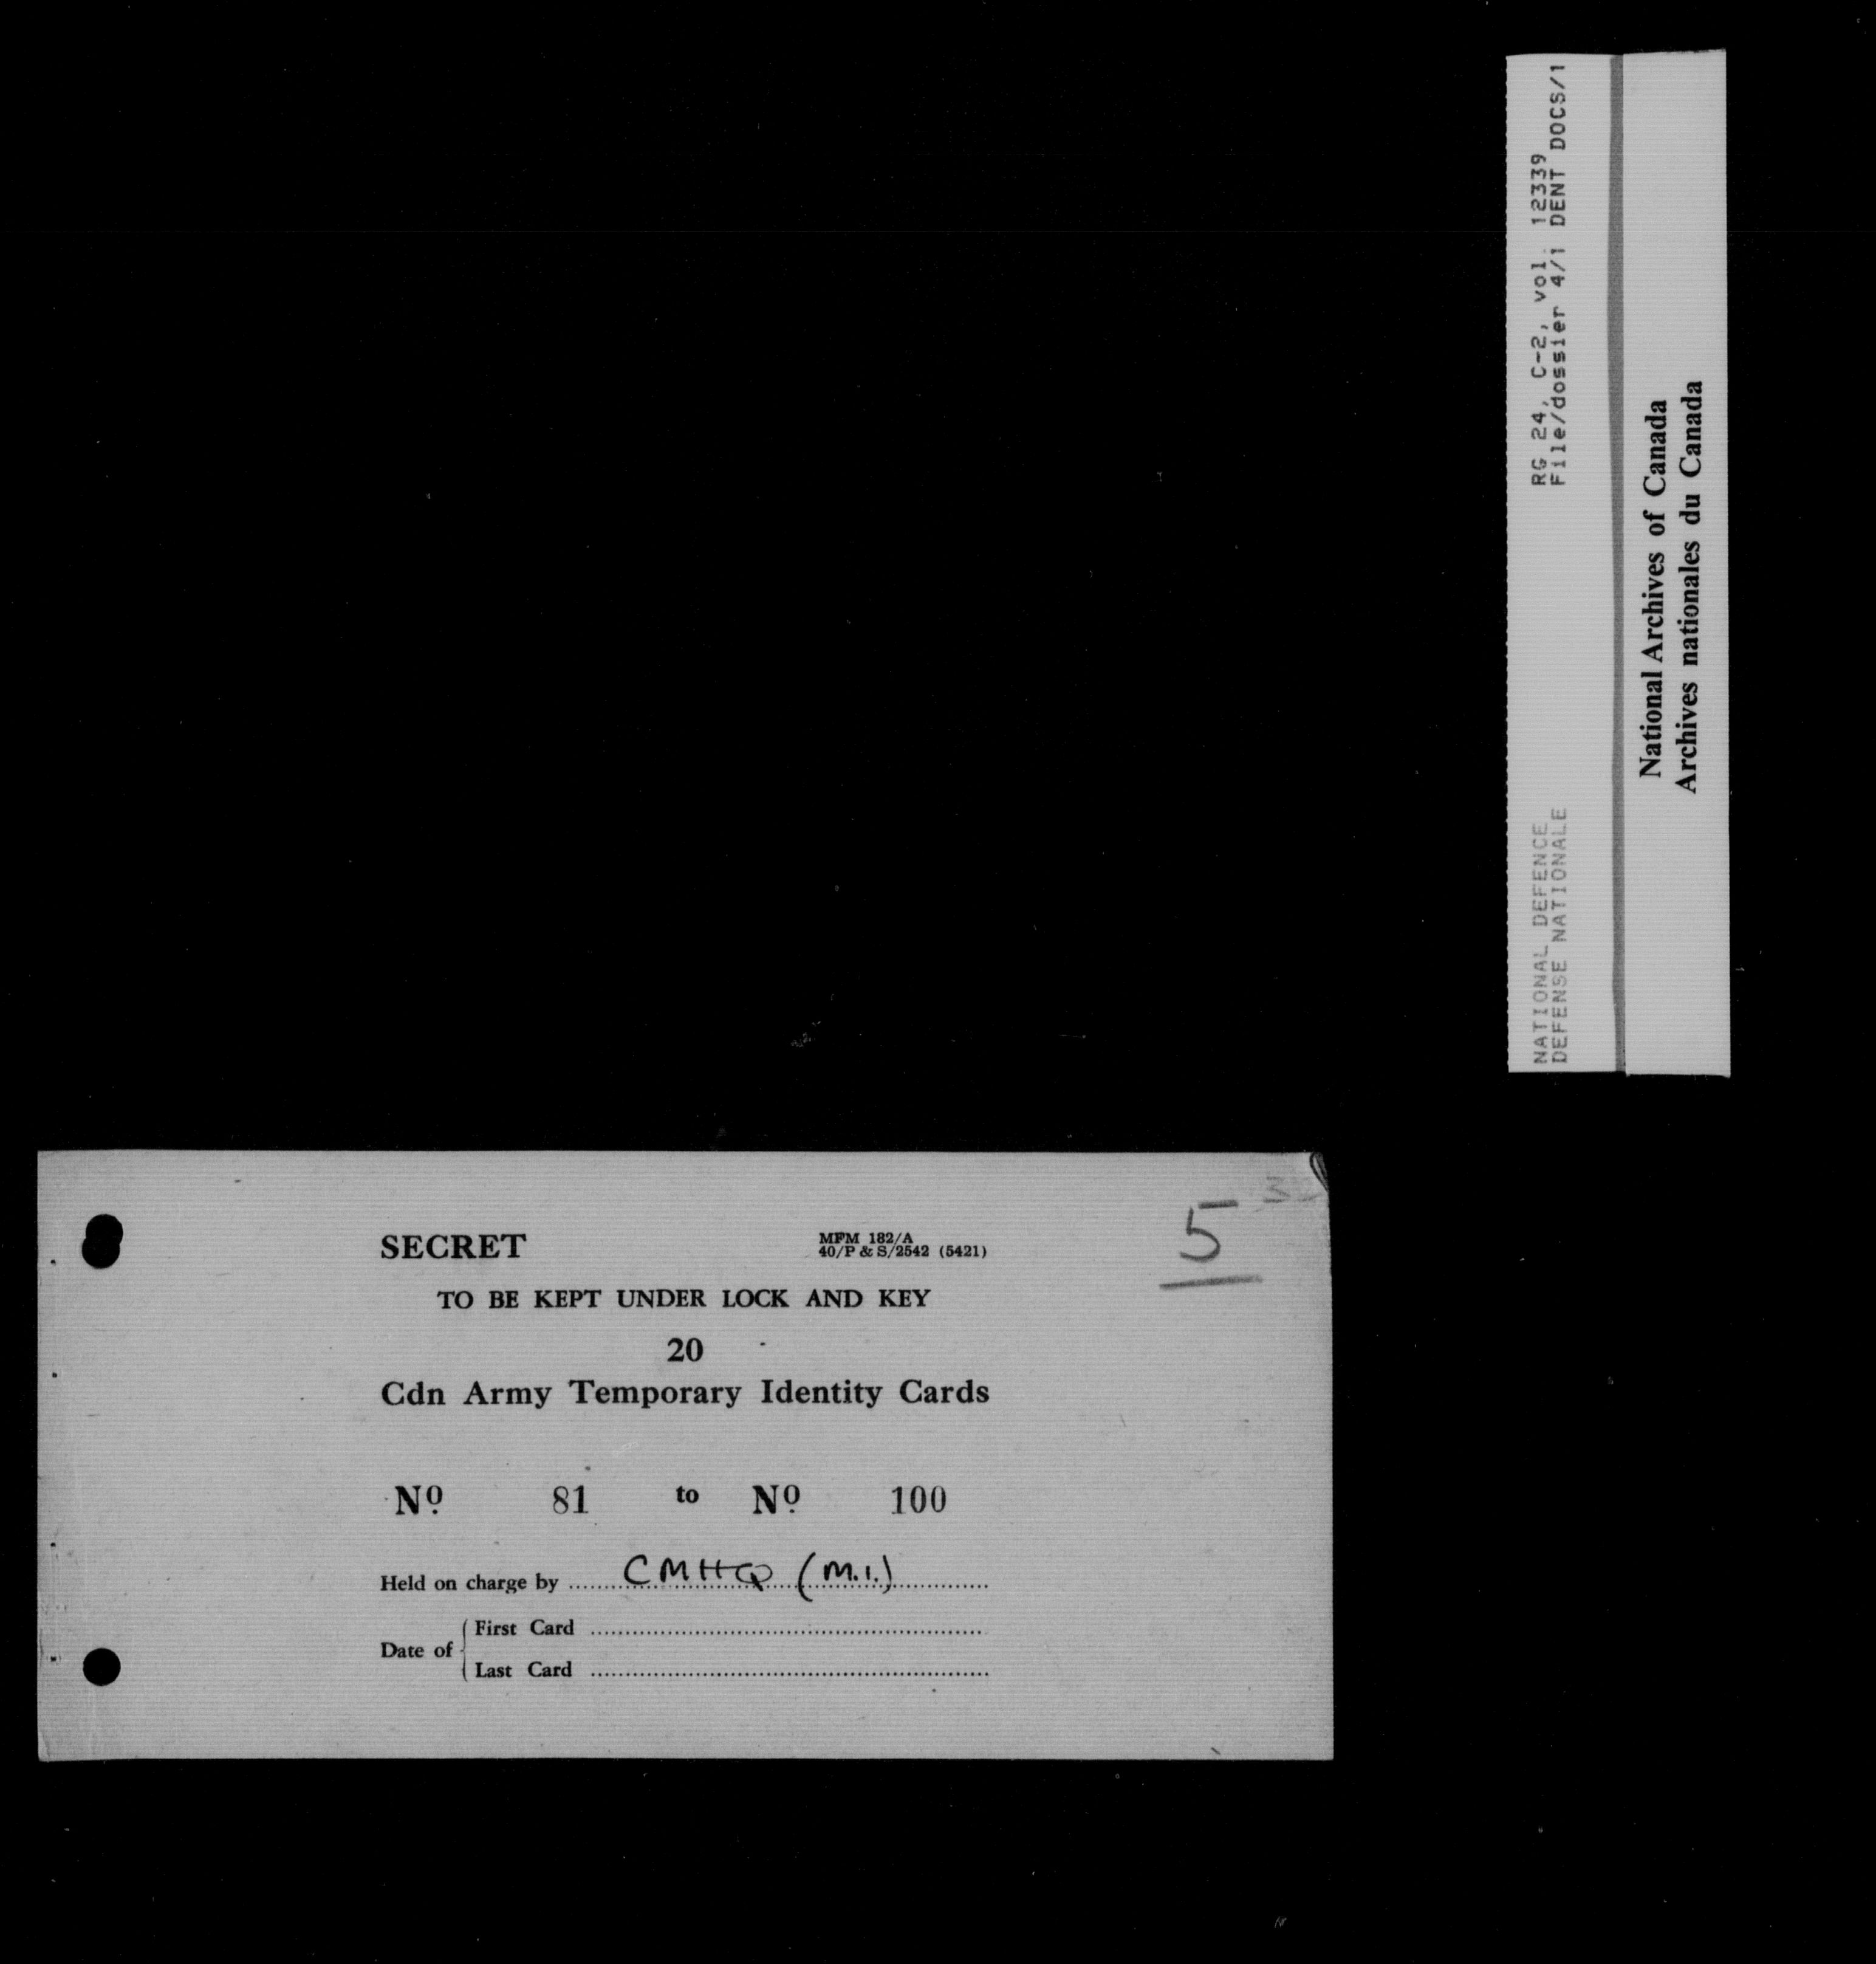 RG 24, C-2, vol. 12339
File/dossier 4/1 DENT DOCS/1
NATIONAL DEFENCE
DEFENSE NATIONALE
National Archives of Canada
Archives nationales du Canada
SECRET
MFM 182/A
40/P & S/2542 (5421)
5
TO BE KEPT UNDER LOCK AND KEY
20
Cdn Army Temporary Identity Cards
Nº 81 to Nº 100
Held on charge by CMHQ (M.I.)
Date of
First Card
Last Card